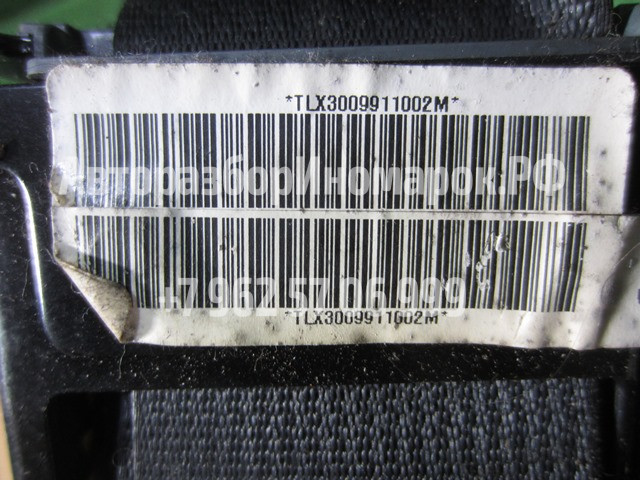 *TLX3009911002M*
АвторазборИномарок.РФ
+7 962 57 06 999
*TLX3009911002M*